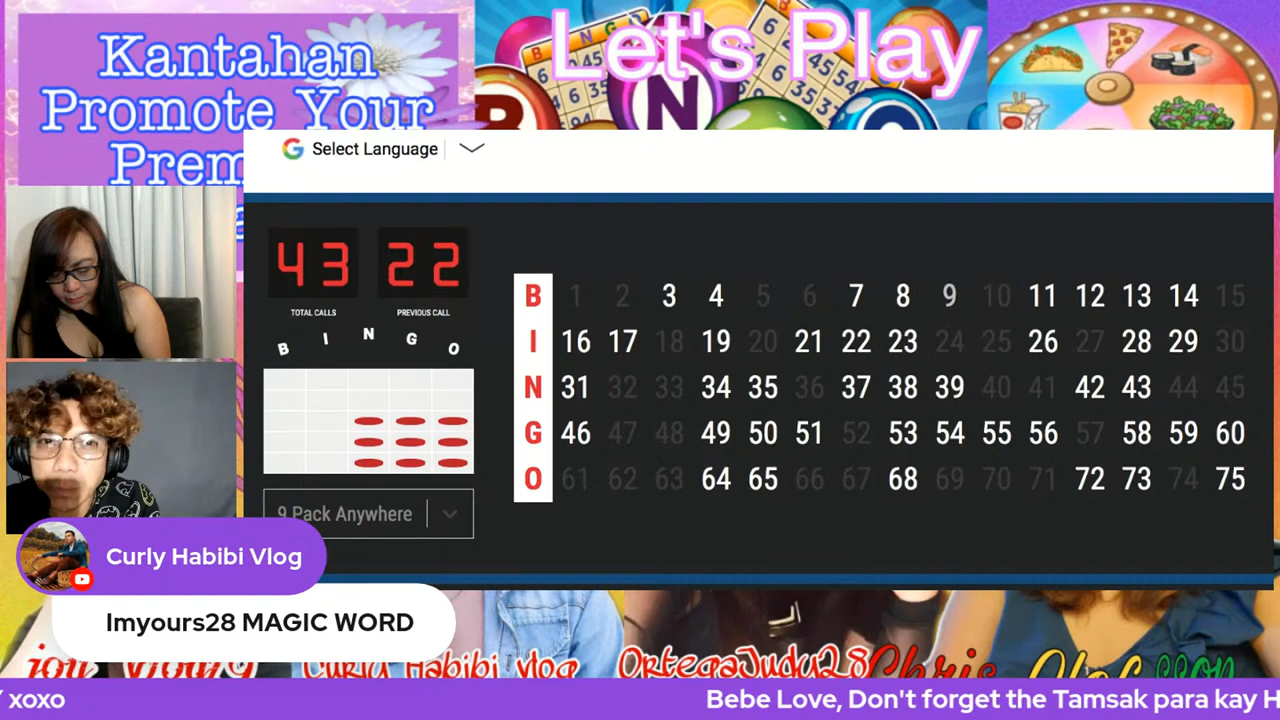 Kantahan
Promote Your
Let's Play
B N
Select Language
43 22
TOTAL CALLS PREVIOUS CALL
B I N G O
9 Pack Anywhere
B 1 2 3 4 5 6 7 8 9 10 11 12 13 14 15
I 16 17 18 19 20 21 22 23 24 25 26 27 28 29 30
N 31 32 33 34 35 36 37 38 39 40 41 42 43 44 45
G 46 47 48 49 50 51 52 53 54 55 56 57 58 59 60
O 61 62 63 64 65 66 67 68 69 70 71 72 73 74 75
Curly Habibi Vlog
Imyours28 MAGIC WORD
Curly Habibi Vlog
OrtegaJudy28
Chris
xoxo
Bebe Love, Don't forget the Tamsak para kay H